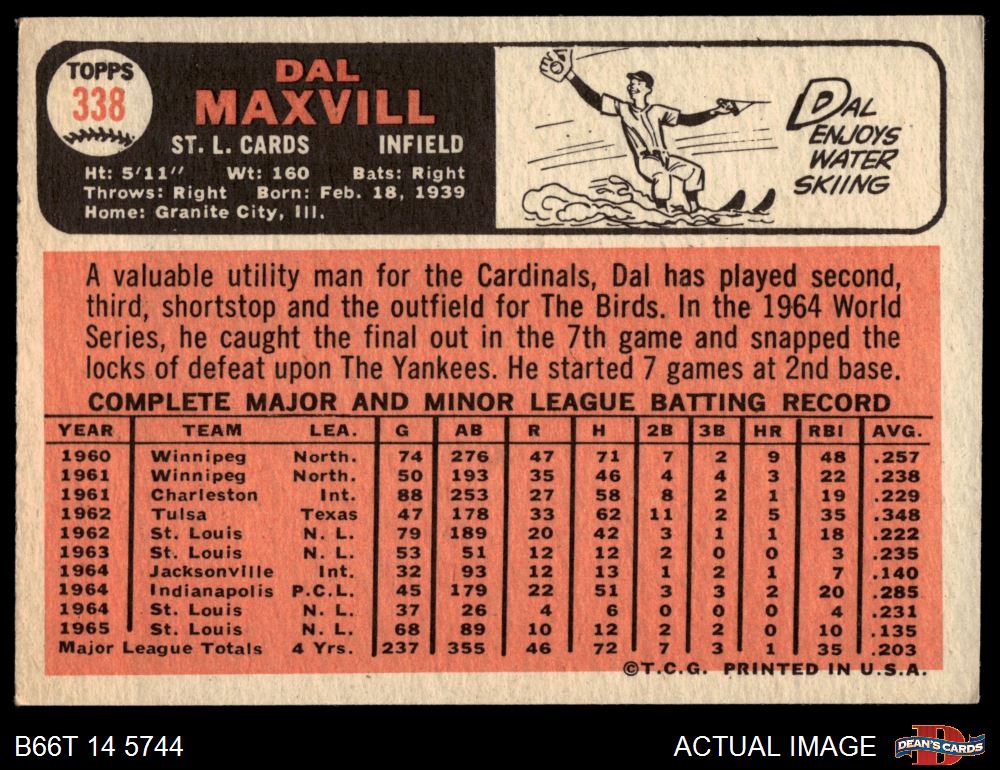 TOPPS
338
DAL
MAXVILL
ST. L. CARDS INFIELD
Ht: 5'11" Wt: 160 Bats: Right
Throws: Right Born: Feb. 18, 1939
Home: Granite City, Ill.
DAL
ENJOYS
WATER
SKIING
A valuable utility man for the Cardinals, Dal has played second,
third, shortstop and the outfield for The Birds. In the 1964 World
Series, he caught the final out in the 7th game and snapped the
locks of defeat upon The Yankees. He started 7 games at 2nd base.
COMPLETE MAJOR AND MINOR LEAGUE BATTING RECORD
YEAR TEAM LEA. G AB R H 2B 3B HR RBI AVG.
1960 Winnipeg North. 74 276 47 71 7 2 9 48 .257
1961 Winnipeg North. 50 193 35 46 4 4 3 22 .238
1961 Charleston Int. 88 253 27 58 8 2 1 19 .229
1962 Tulsa Texas 47 178 33 62 11 2 5 35 .348
1962 St. Louis N. L. 79 189 20 42 3 1 1 18 .222
1963 St. Louis N. L. 53 51 12 12 2 0 0 3 .235
1964 Jacksonville Int. 32 93 12 13 1 2 1 7 .140
1964 Indianapolis P.C.L. 45 179 22 51 3 3 2 20 .285
1964 St. Louis N. L. 37 26 4 6 0 0 0 4 .231
1965 St. Louis N. L. 68 89 10 12 2 2 0 10 .135
Major League Totals 4 Yrs. 237 355 46 72 7 3 1 35 .203
©T.C.G. PRINTED IN U.S.A.
B66T 14 5744
ACTUAL IMAGE
DEAN'S CARDS